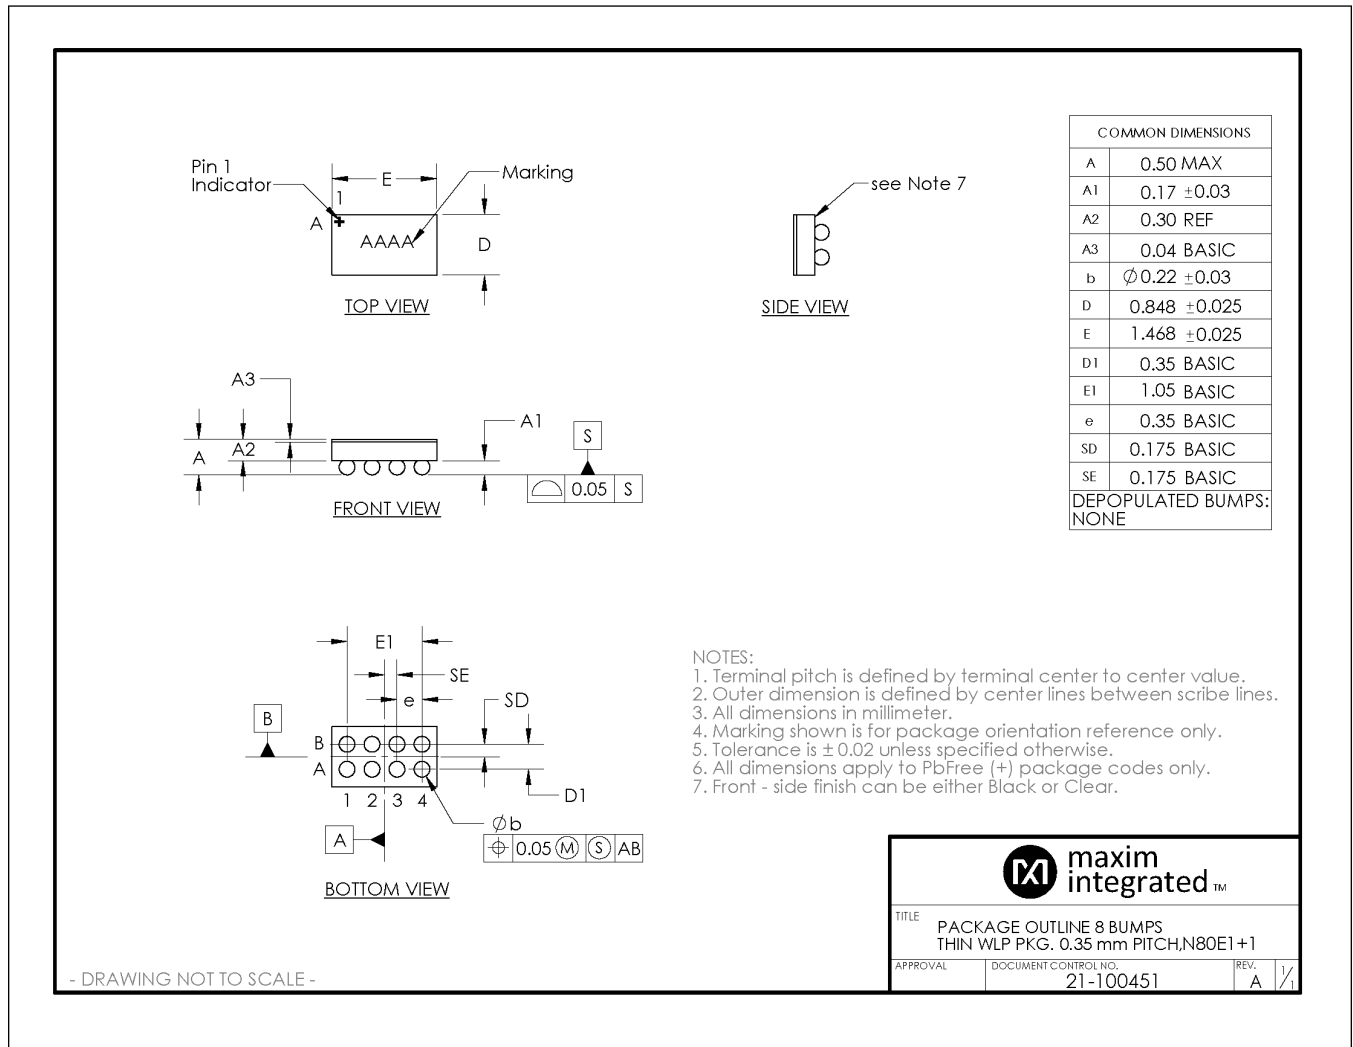 Pin 1
Indicator
1
E
Marking
A
AAAA
D
TOP VIEW
see Note 7
SIDE VIEW
COMMON DIMENSIONS
A 0.50 MAX
A1 0.17 ±0.03
A2 0.30 REF
A3 0.04 BASIC
b Ø0.22 ±0.03
D 0.848 ±0.025
E 1.468 ±0.025
D1 0.35 BASIC
E1 1.05 BASIC
e 0.35 BASIC
SD 0.175 BASIC
SE 0.175 BASIC
DEPOPULATED BUMPS:
NONE
A3
A1
S
A A2
0.05 S
FRONT VIEW
E1
SE
e SD
B
B
A
D1
1 2 3 4
Øb
A
0.05 Ⓜ Ⓢ AB
BOTTOM VIEW
NOTES:
1. Terminal pitch is defined by terminal center to center value.
2. Outer dimension is defined by center lines between scribe lines.
3. All dimensions in millimeter.
4. Marking shown is for package orientation reference only.
5. Tolerance is ± 0.02 unless specified otherwise.
6. All dimensions apply to PbFree (+) package codes only.
7. Front - side finish can be either Black or Clear.
maxim
integrated ™
TITLE
PACKAGE OUTLINE 8 BUMPS
THIN WLP PKG. 0.35 mm PITCH,N80E1+1
APPROVAL DOCUMENT CONTROL NO. REV.
21-100451 A 1/1
- DRAWING NOT TO SCALE -